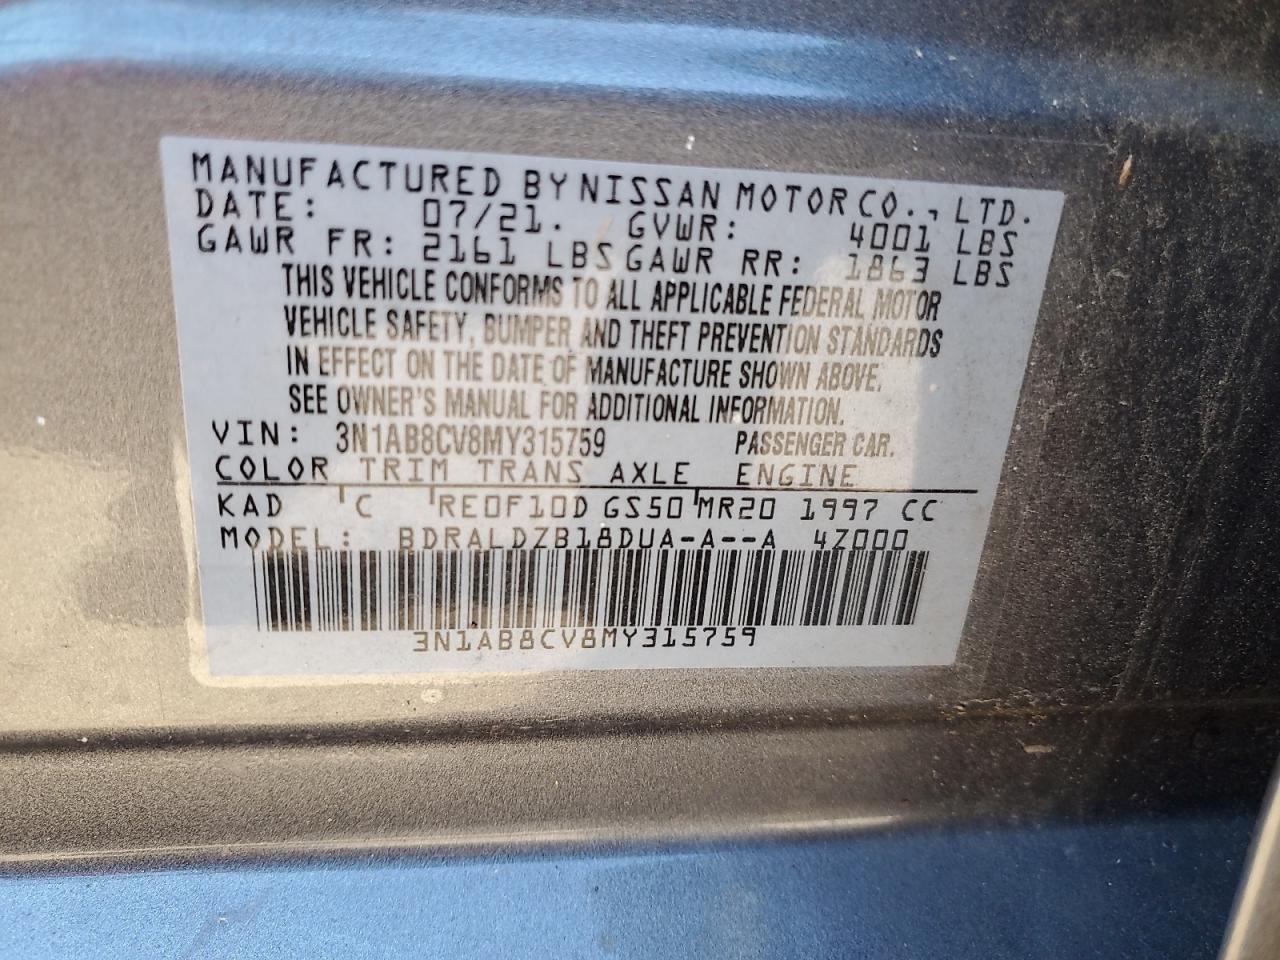 MANUFACTURED BY NISSAN MOTOR CO., LTD.
DATE: 07/21. GVWR: 4001 LBS
GAWR FR: 2161 LBS GAWR RR: 1863 LBS
THIS VEHICLE CONFORMS TO ALL APPLICABLE FEDERAL MOTOR
VEHICLE SAFETY, BUMPER AND THEFT PREVENTION STANDARDS
IN EFFECT ON THE DATE OF MANUFACTURE SHOWN ABOVE.
SEE OWNER'S MANUAL FOR ADDITIONAL INFORMATION.
VIN: 3N1AB8CV8MY315759 PASSENGER CAR.
COLOR TRIM TRANS AXLE ENGINE
KAD C RE0F10D GS50 MR20 1997 CC
MODEL: BDRALDZB18DUA-A--A 4Z000
3N1AB8CV8MY315759